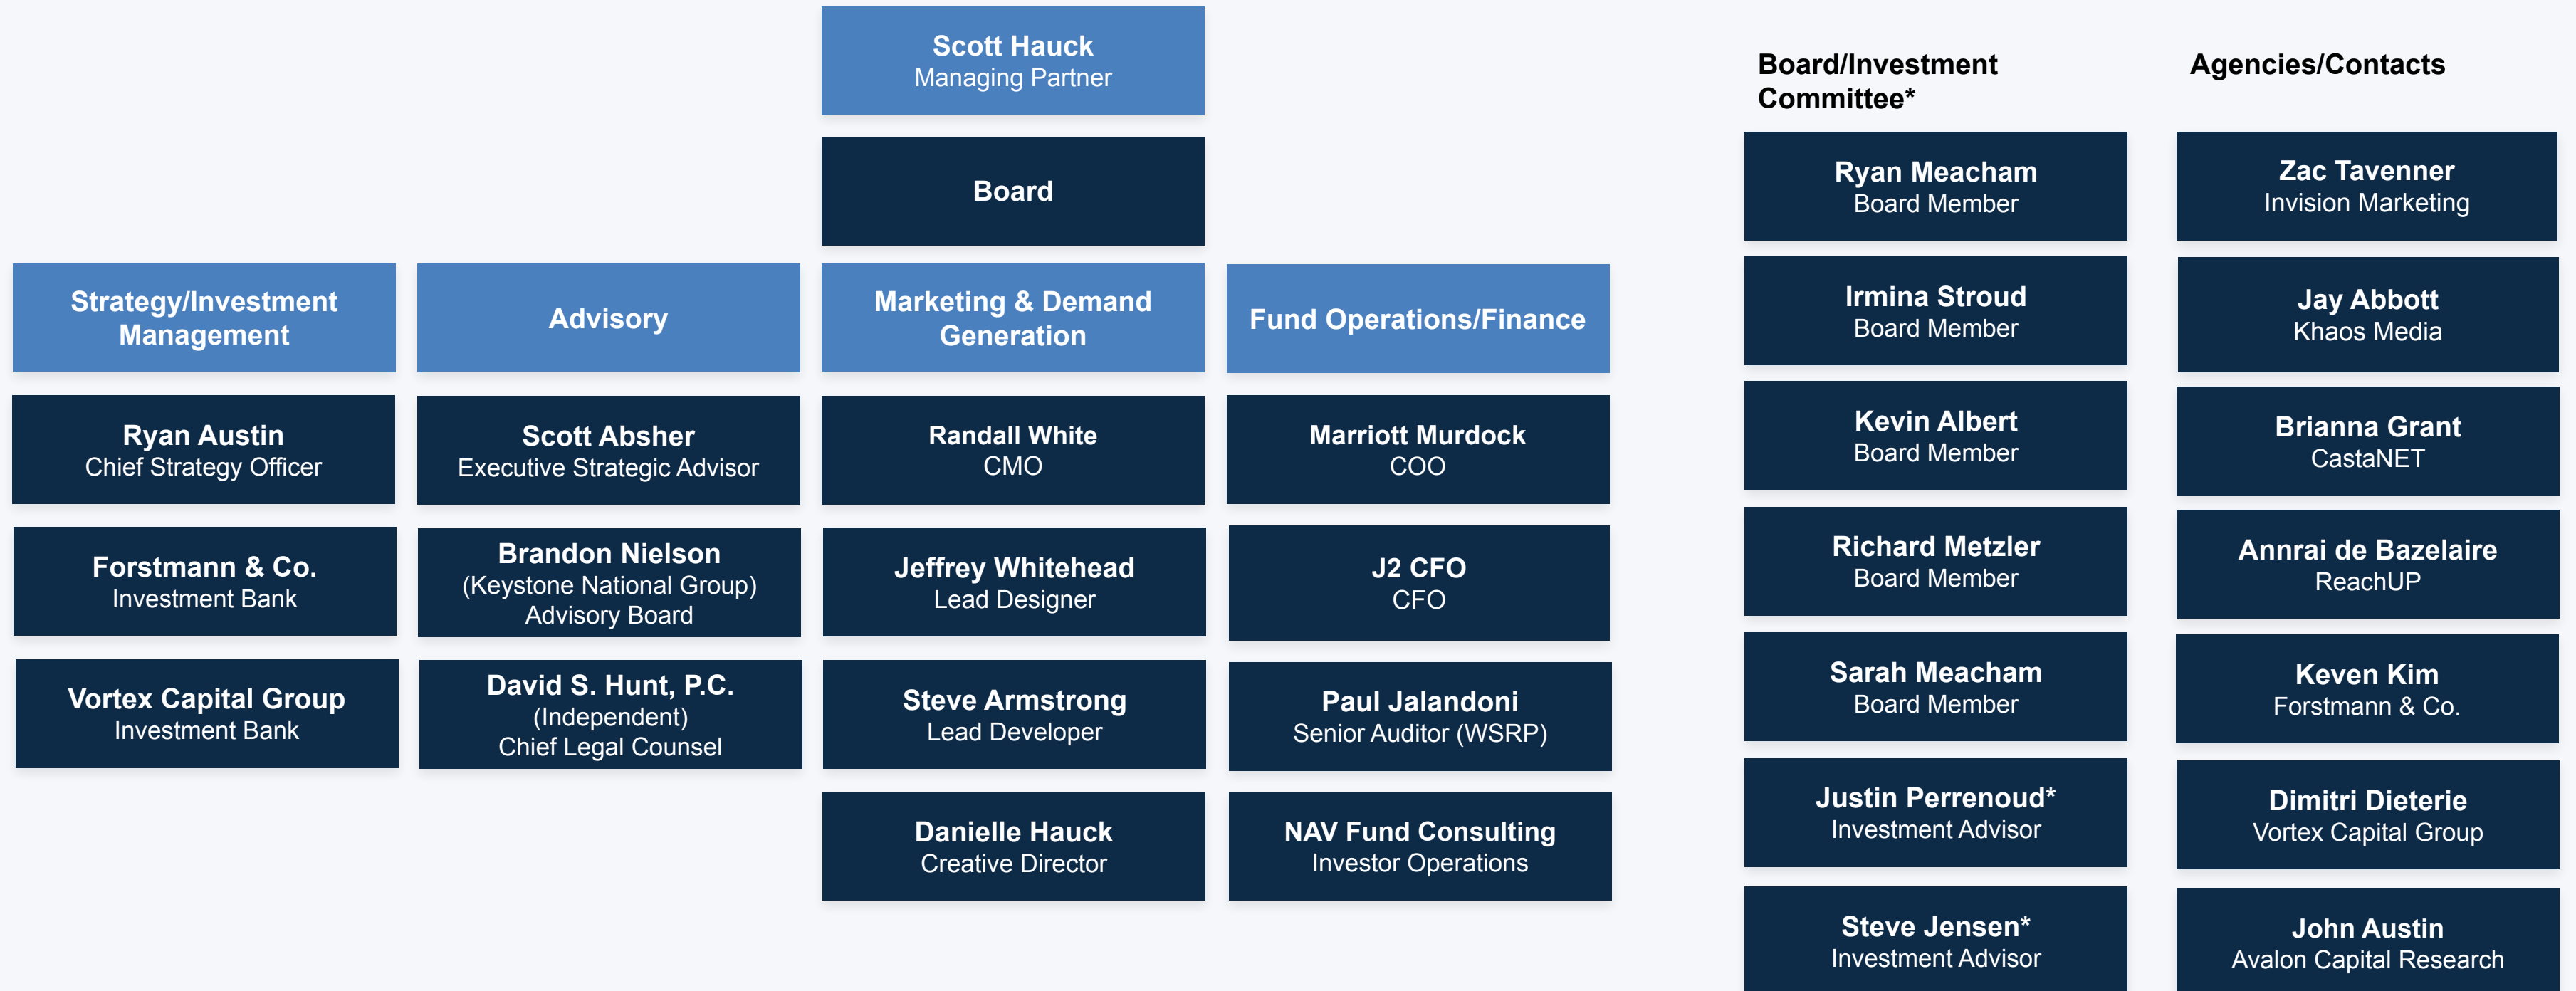 Scott Hauck
Managing Partner
Board
Strategy/Investment
Management
Ryan Austin
Chief Strategy Officer
Forstmann & Co.
Investment Bank
Vortex Capital Group
Investment Bank
Advisory
Scott Absher
Executive Strategic Advisor
Brandon Nielson
(Keystone National Group)
Advisory Board
David S. Hunt, P.C.
(Independent)
Chief Legal Counsel
Marketing & Demand
Generation
Randall White
CMO
Jeffrey Whitehead
Lead Designer
Steve Armstrong
Lead Developer
Danielle Hauck
Creative Director
Fund Operations/Finance
Marriott Murdock
COO
J2 CFO
CFO
Paul Jalandoni
Senior Auditor (WSRP)
NAV Fund Consulting
Investor Operations
Board/Investment
Committee*
Ryan Meacham
Board Member
Irmina Stroud
Board Member
Kevin Albert
Board Member
Richard Metzler
Board Member
Sarah Meacham
Board Member
Justin Perrenoud*
Investment Advisor
Steve Jensen*
Investment Advisor
Agencies/Contacts
Zac Tavenner
Invision Marketing
Jay Abbott
Khaos Media
Brianna Grant
CastaNET
Annrai de Bazelaire
ReachUP
Keven Kim
Forstmann & Co.
Dimitri Dieterie
Vortex Capital Group
John Austin
Avalon Capital Research